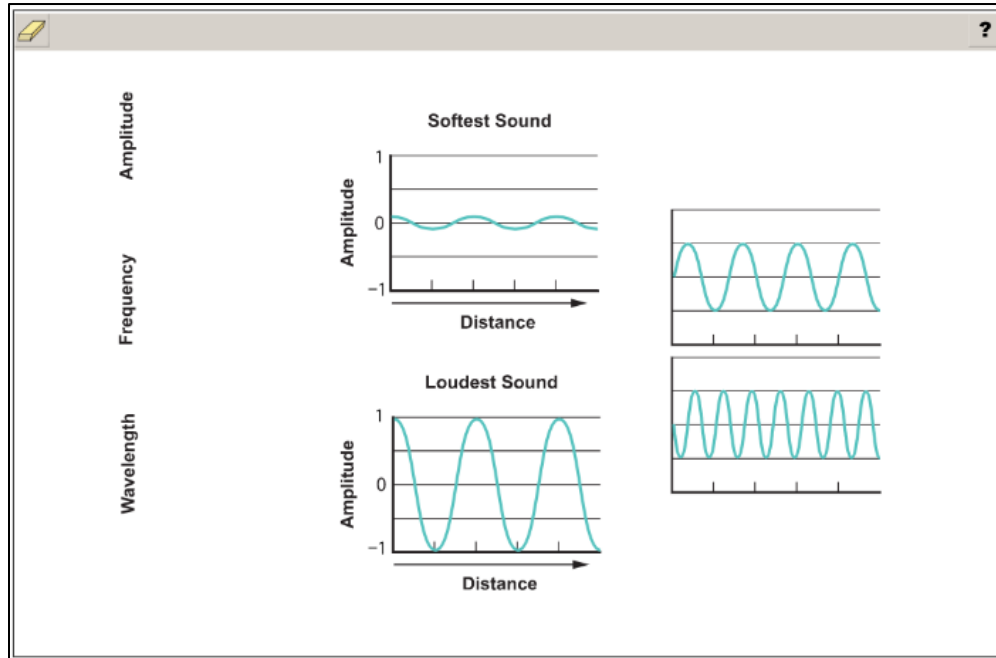 ?
Amplitude
Frequency
Wavelength
Softest Sound
Amplitude
1
0
−1
Distance
Loudest Sound
Amplitude
1
0
−1
Distance